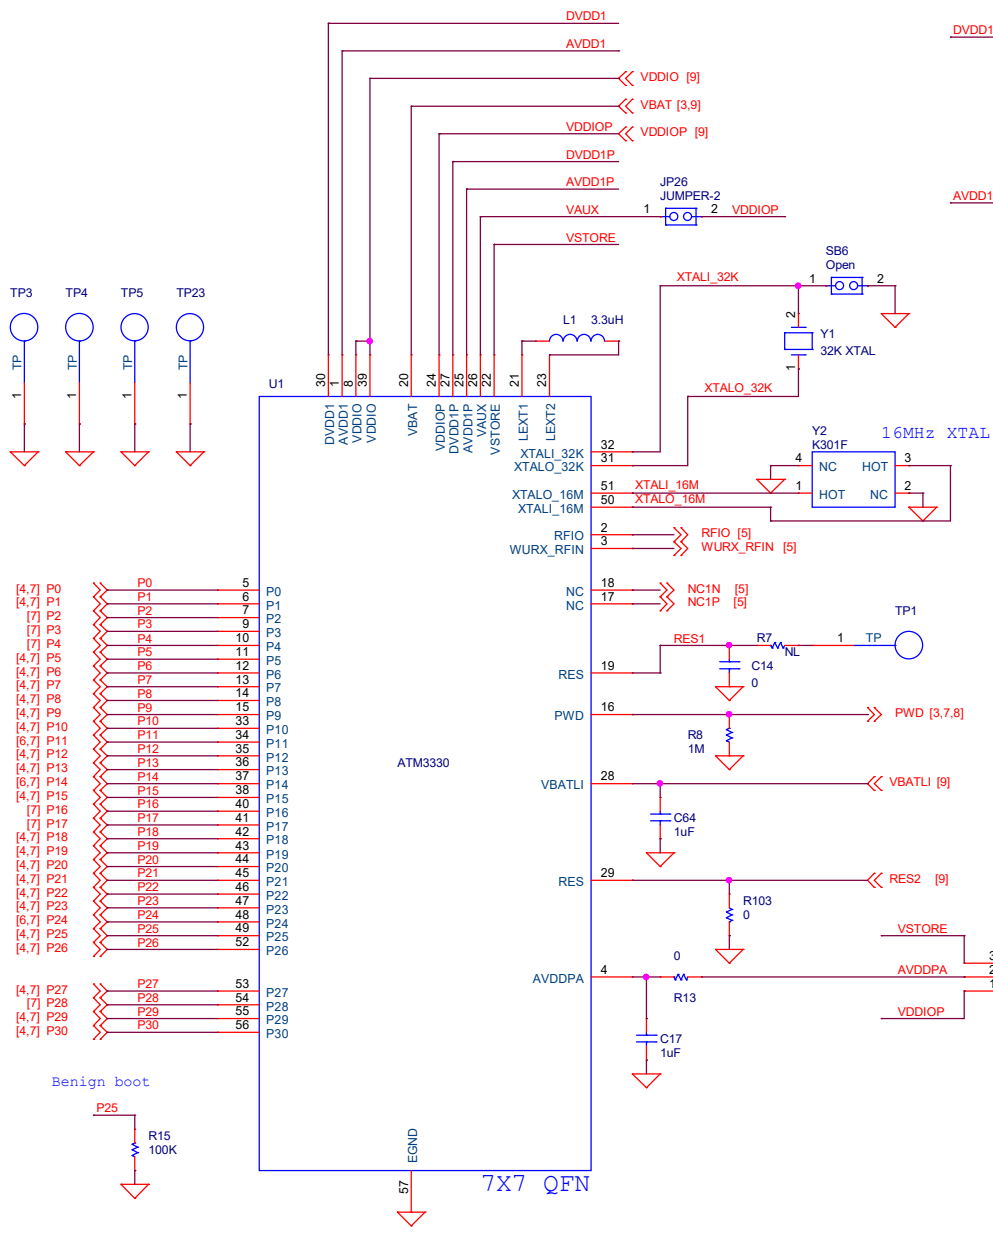 DVDD1
DVDD1
AVDD1
VDDIO [9]
VBAT [3,9]
VDDIOP
VDDIOP [9]
DVDD1P
AVDD1P
AVDD1
JP26
JUMPER-2
VAUX
1
2
VDDIOP
VSTORE
SB6
Open
XTALI_32K
1
2
TP3
TP4
TP5
TP23
TP
TP
TP
TP
1
1
1
1
L1
3.3uH
2
Y1
32K XTAL
1
XTALO_32K
U1
30
1
8
39
20
24
27
25
26
22
21
23
DVDD1
AVDD1
VDDIO
VDDIO
VBAT
VDDIOP
DVDD1P
AVDD1P
VAUX
VSTORE
LEXT1
LEXT2
XTALI_32K
32
XTALO_32K
31
Y2
K301F
16MHz XTAL
4
NC
HOT
3
1
HOT
NC
2
XTALO_16M
51
XTALI_16M
XTALI_16M
50
XTALO_16M
RFIO
2
RFIO [5]
WURX_RFIN
3
WURX_RFIN [5]
NC
18
NC1N [5]
NC
17
NC1P [5]
[4,7] P0 P0 5 P0
[4,7] P1 P1 6 P1
[7] P2 P2 7 P2
[7] P3 P3 9 P3
[7] P4 P4 10 P4
[4,7] P5 P5 11 P5
[4,7] P6 P6 12 P6
[4,7] P7 P7 13 P7
[4,7] P8 P8 14 P8
[4,7] P9 P9 15 P9
[4,7] P10 P10 33 P10
[6,7] P11 P11 34 P11
[4,7] P12 P12 35 P12
[4,7] P13 P13 36 P13
[6,7] P14 P14 37 P14
[4,7] P15 P15 38 P15
[7] P16 P16 40 P16
[7] P17 P17 41 P17
[4,7] P18 P18 42 P18
[4,7] P19 P19 43 P19
[4,7] P20 P20 44 P20
[4,7] P21 P21 45 P21
[4,7] P22 P22 46 P22
[4,7] P23 P23 47 P23
[6,7] P24 P24 48 P24
[4,7] P25 P25 49 P25
[4,7] P26 P26 52 P26
[4,7] P27 P27 53 P27
[7] P28 P28 54 P28
[4,7] P29 P29 55 P29
[4,7] P30 P30 56 P30
ATM3330
RES
19
RES1
R7
NL
1
TP
TP1
C14
0
PWD
16
PWD [3,7,8]
R8
1M
VBATLI
28
VBATLI [9]
C64
1uF
RES
29
RES2 [9]
R103
0
VSTORE
3
AVDDPA
4
0
R13
AVDDPA
2
1
VDDIOP
C17
1uF
Benign boot
P25
R15
100K
EGND
57
7X7 QFN